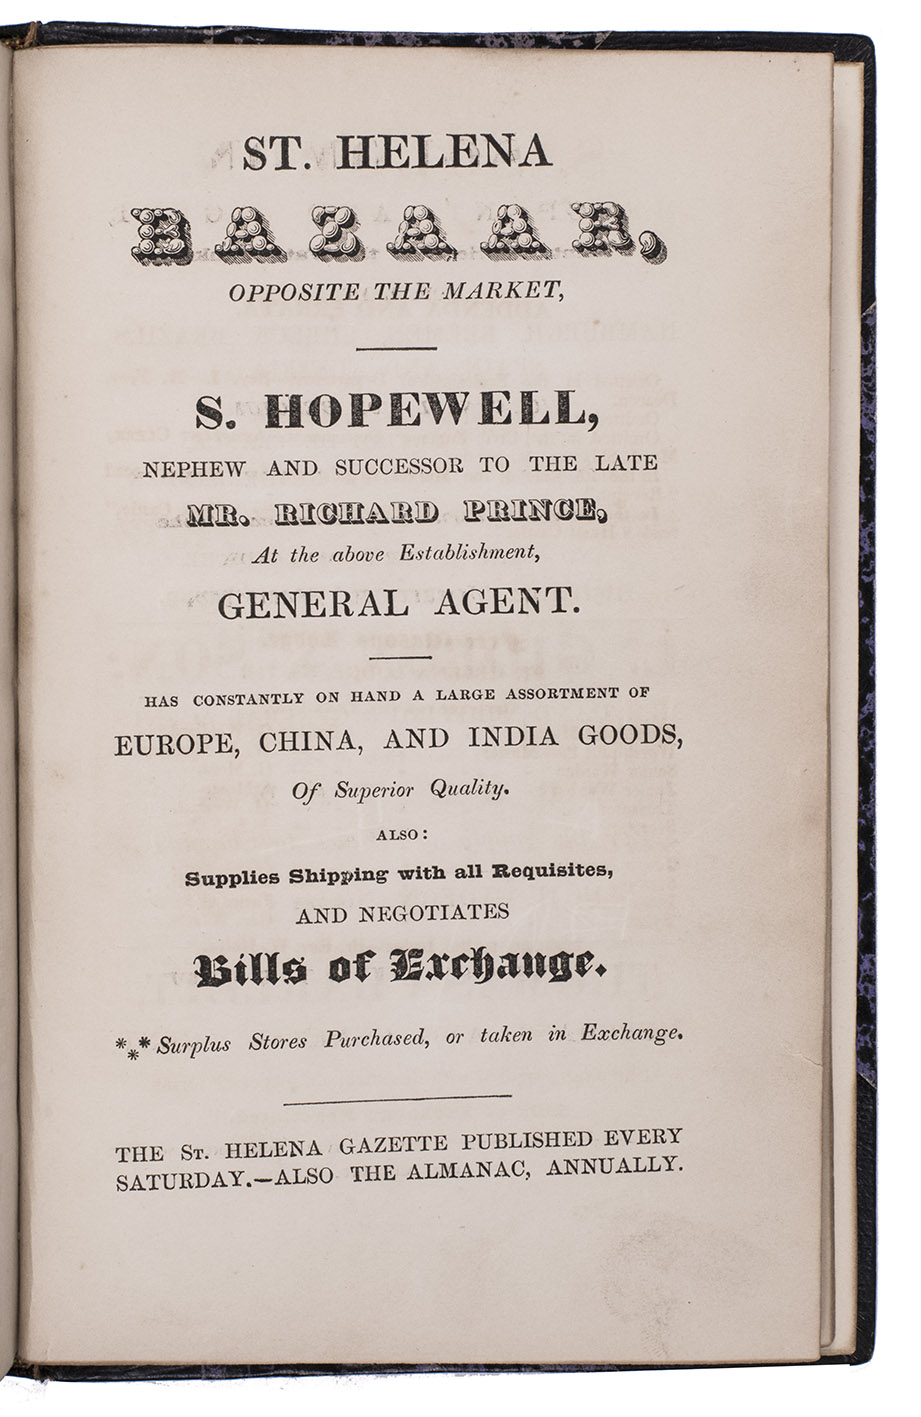 ST. HELENA
BAZAAR,
OPPOSITE THE MARKET,
S. HOPEWELL,
NEPHEW AND SUCCESSOR TO THE LATE
MR. RICHARD PRINCE,
At the above Establishment,
GENERAL AGENT.
HAS CONSTANTLY ON HAND A LARGE ASSORTMENT OF
EUROPE, CHINA, AND INDIA GOODS,
Of Superior Quality.
ALSO:
Supplies Shipping with all Requisites,
AND NEGOTIATES
Bills of Exchange.
*⁎* Surplus Stores Purchased, or taken in Exchange.
THE ST. HELENA GAZETTE PUBLISHED EVERY
SATURDAY.—ALSO THE ALMANAC, ANNUALLY.